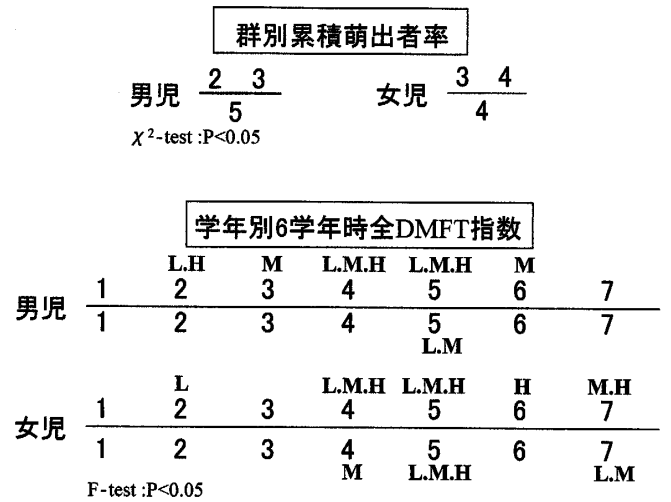 群別累積萌出者率
男児 2 3 女児 3 4
5 4
χ²-test :P<0.05
学年別6学年時全DMFT指数
L.H M L.M.H L.M.H M
男児 1 2 3 4 5 6 7
1 2 3 4 5 6 7
L.M
L L.M.H L.M.H H M.H
女児 1 2 3 4 5 6 7
1 2 3 4 5 6 7
M L.M.H L.M
F-test :P<0.05